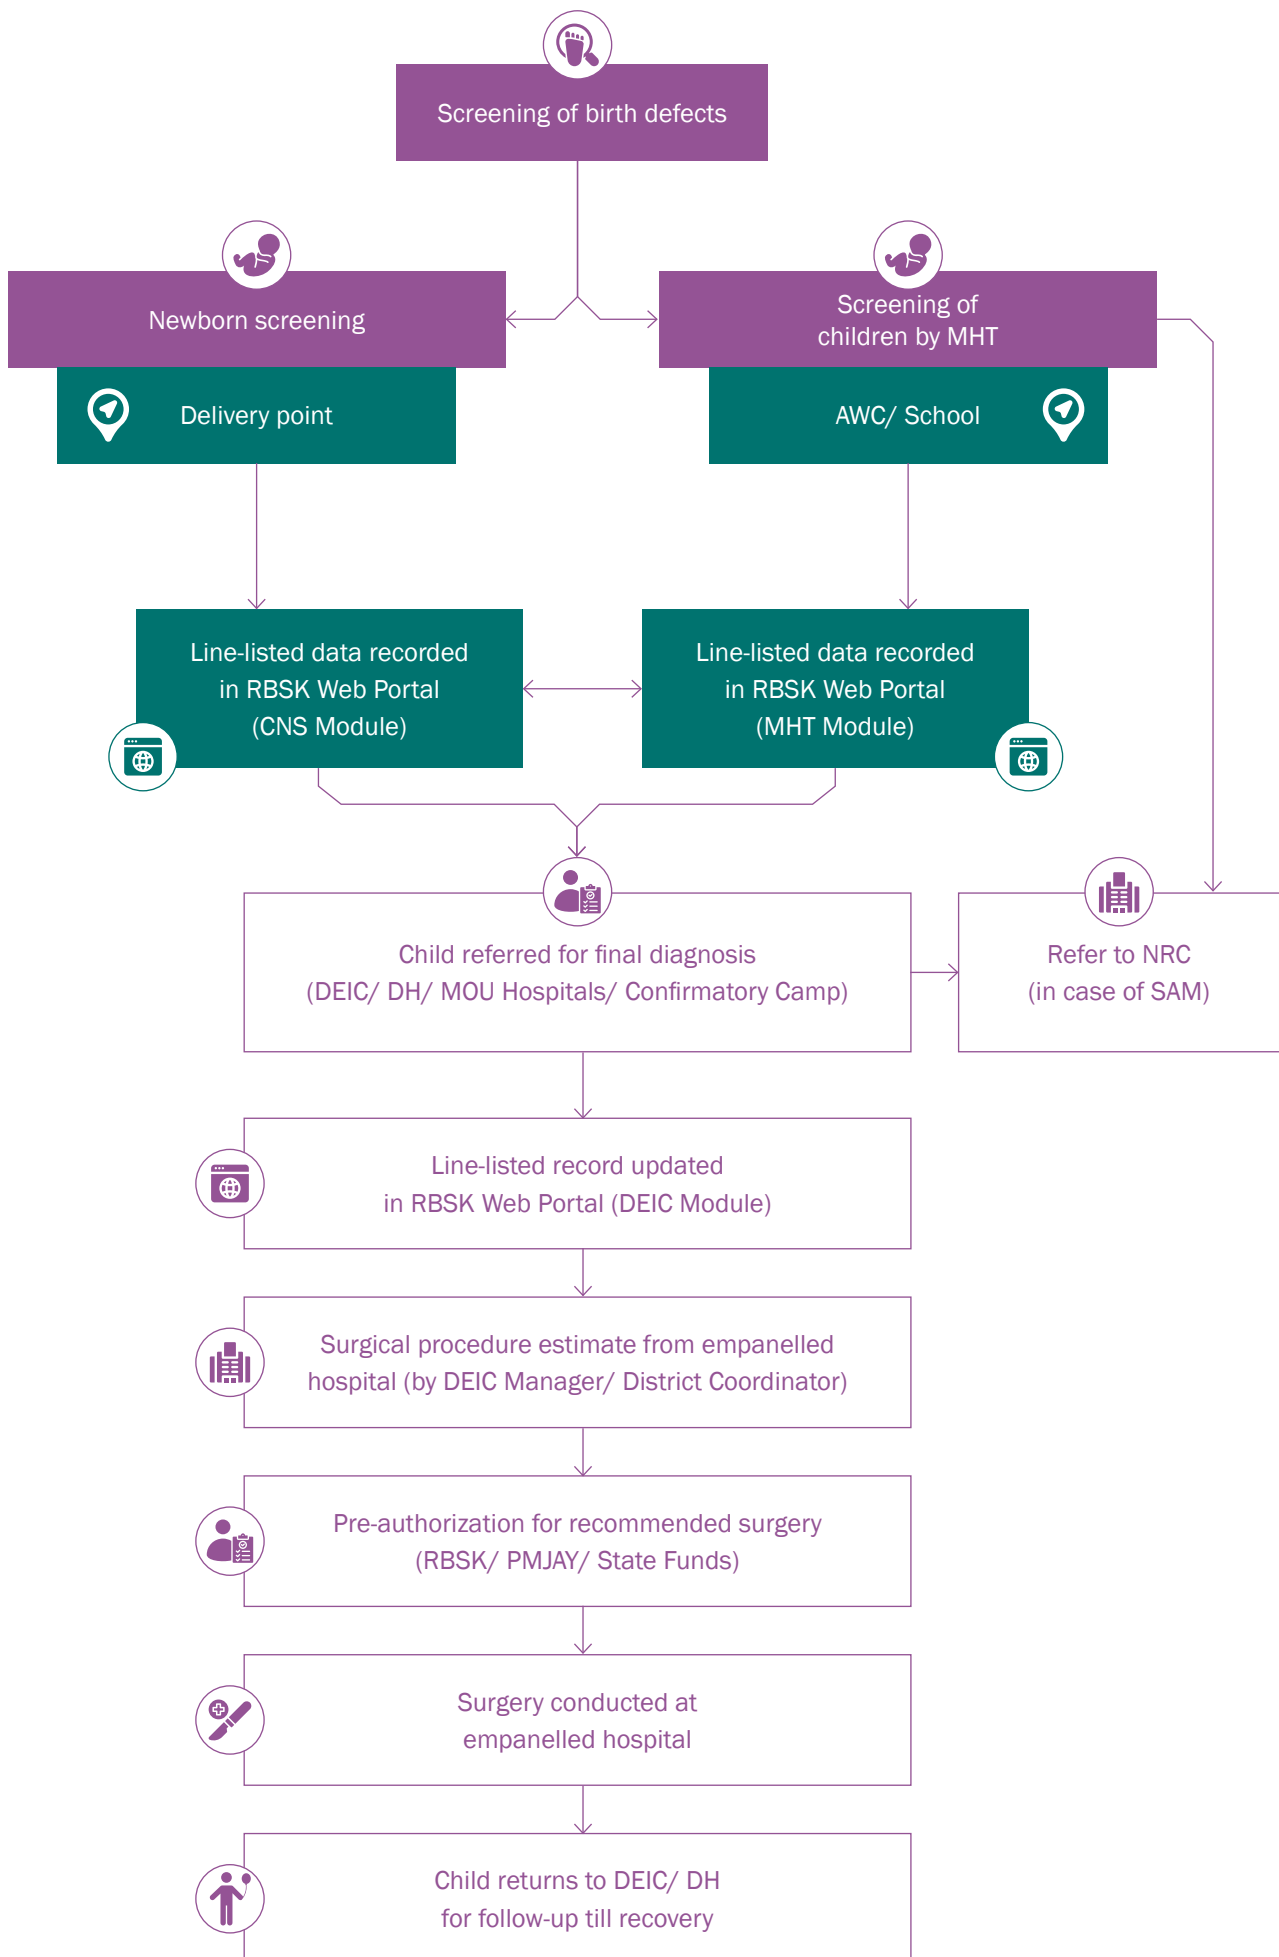 Screening of birth defects
Newborn screening
Screening of
children by MHT
Delivery point
AWC/ School
Line-listed data recorded
in RBSK Web Portal
(CNS Module)
Line-listed data recorded
in RBSK Web Portal
(MHT Module)
Child referred for final diagnosis
(DEIC/ DH/ MOU Hospitals/ Confirmatory Camp)
Refer to NRC
(in case of SAM)
Line-listed record updated
in RBSK Web Portal (DEIC Module)
Surgical procedure estimate from empanelled
hospital (by DEIC Manager/ District Coordinator)
Pre-authorization for recommended surgery
(RBSK/ PMJAY/ State Funds)
Surgery conducted at
empanelled hospital
Child returns to DEIC/ DH
for follow-up till recovery